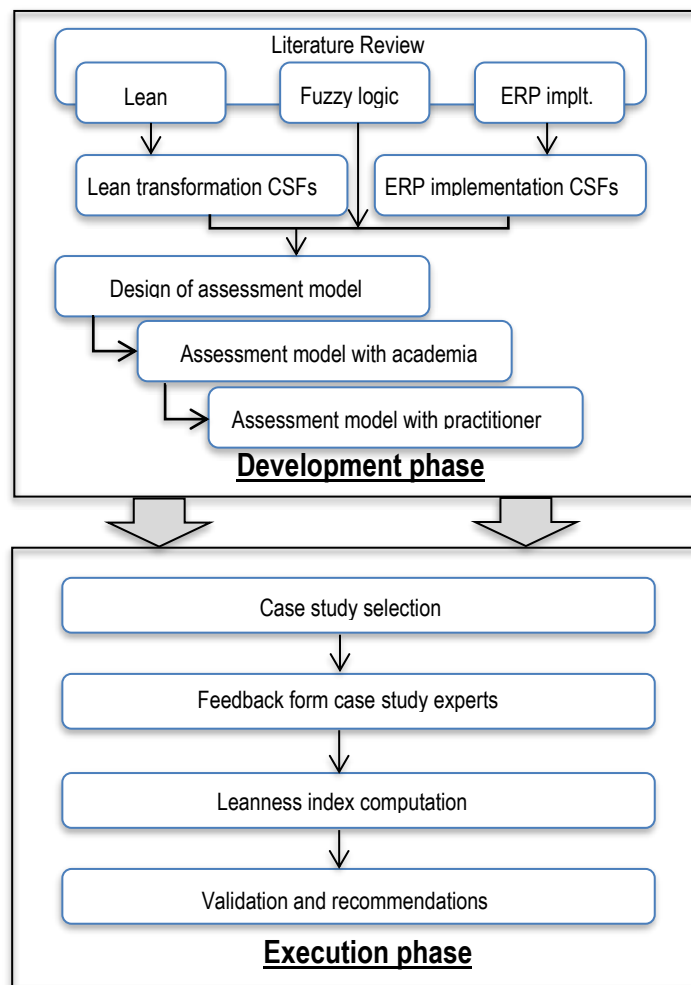 Literature Review
Lean
Fuzzy logic
ERP implt.
Lean transformation CSFs
ERP implementation CSFs
Design of assessment model
Assessment model with academia
Assessment model with practitioner
Development phase
Case study selection
Feedback form case study experts
Leanness index computation
Validation and recommendations
Execution phase